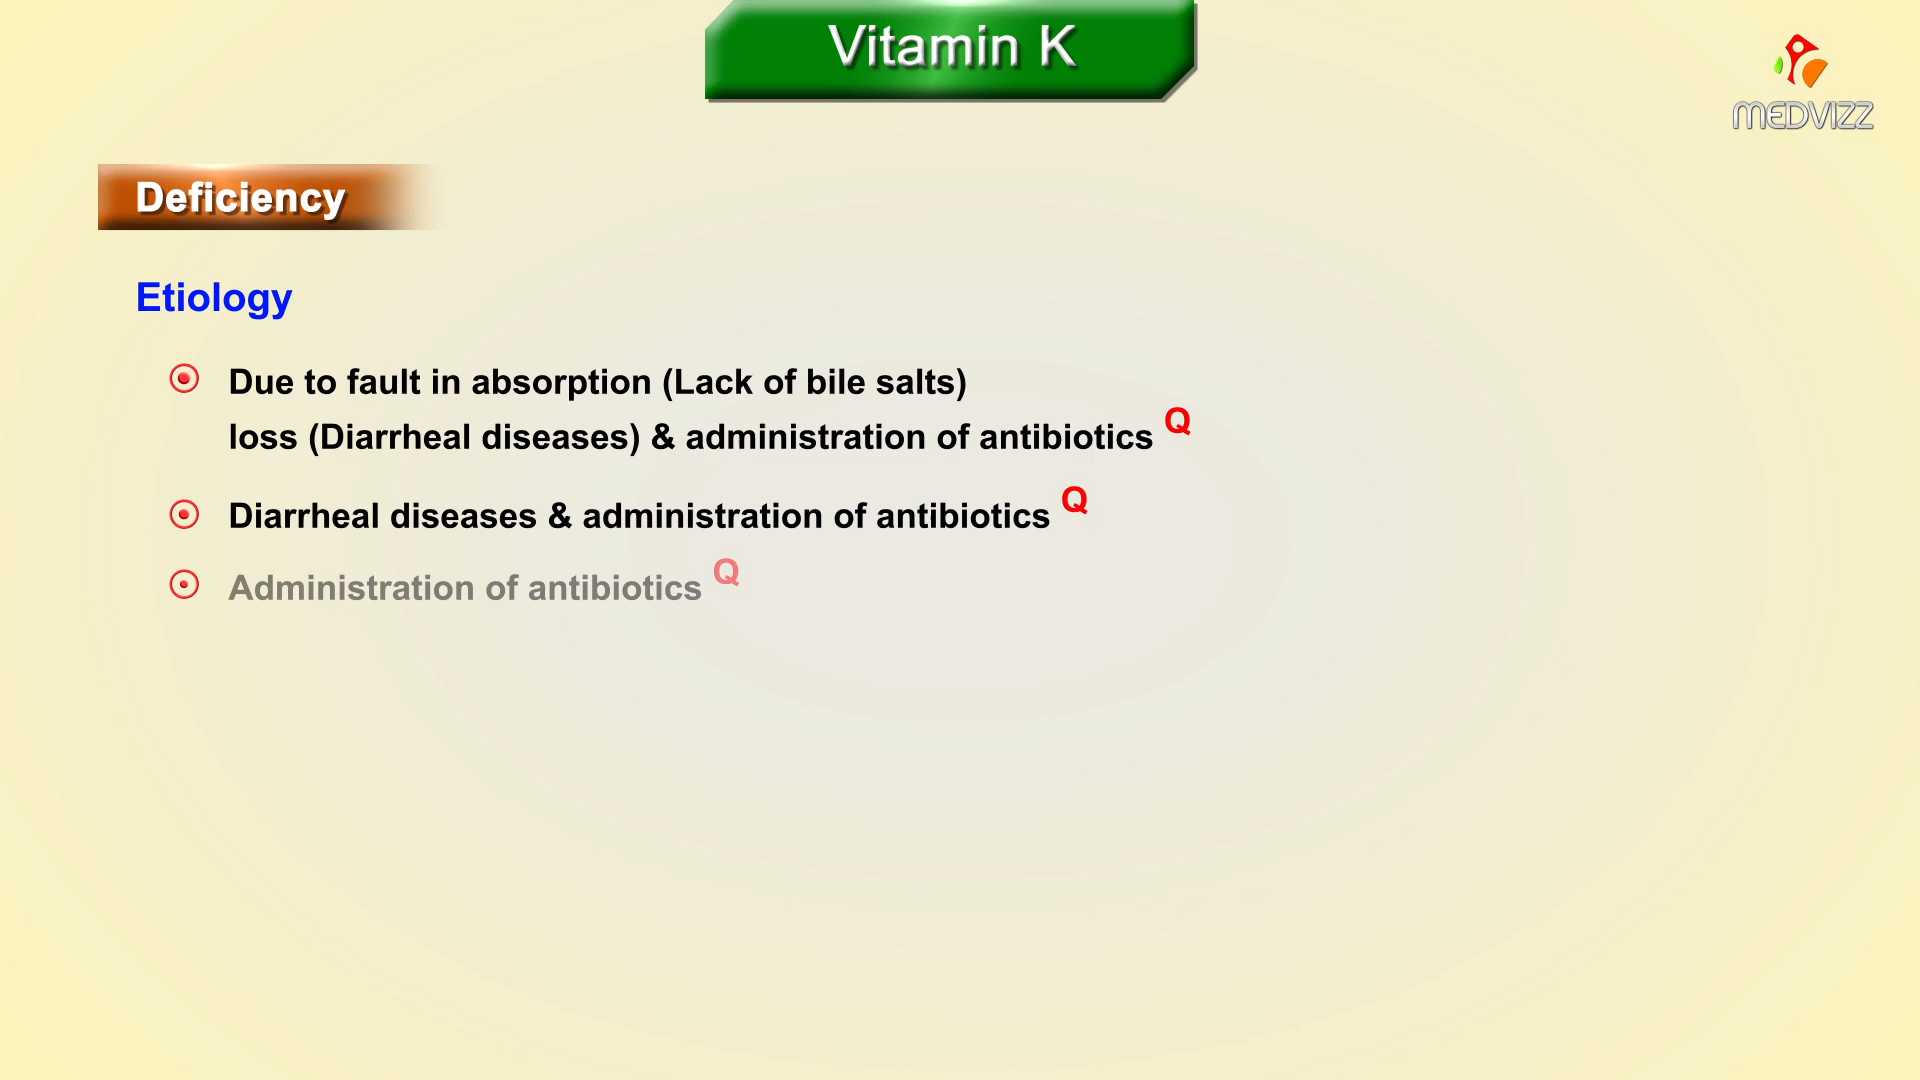 Vitamin K
MEDVIZZ
Deficiency
Etiology
Due to fault in absorption (Lack of bile salts)
loss (Diarrheal diseases) & administration of antibiotics Q
Diarrheal diseases & administration of antibiotics Q
Administration of antibiotics Q